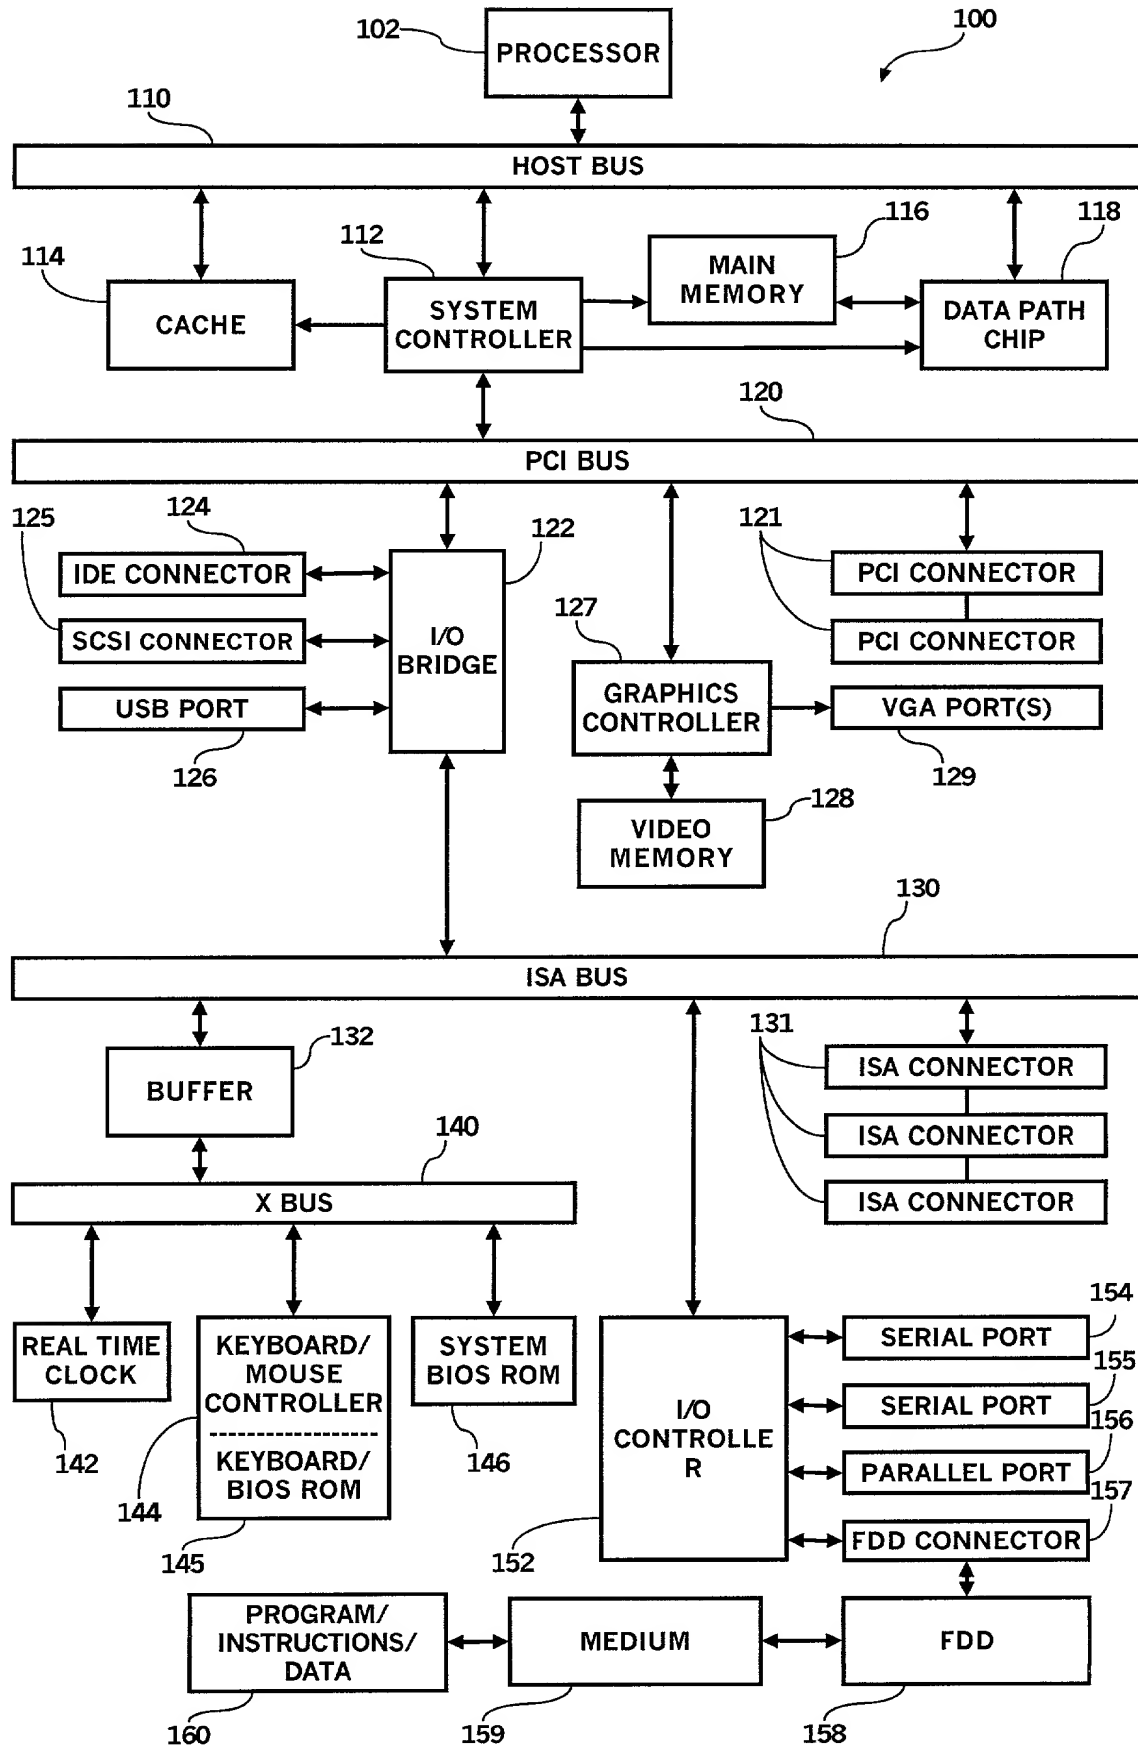 102
PROCESSOR
100
110
HOST BUS
114
112
116
118
CACHE
SYSTEM
CONTROLLER
MAIN
MEMORY
DATA PATH
CHIP
120
PCI BUS
125
124
122
121
IDE CONNECTOR
SCSI CONNECTOR
USB PORT
126
I/O
BRIDGE
127
GRAPHICS
CONTROLLER
PCI CONNECTOR
PCI CONNECTOR
VGA PORT(S)
129
128
VIDEO
MEMORY
130
ISA BUS
132
BUFFER
131
ISA CONNECTOR
ISA CONNECTOR
ISA CONNECTOR
140
X BUS
REAL TIME
CLOCK
142
KEYBOARD/
MOUSE
CONTROLLER
KEYBOARD/
BIOS ROM
144
145
SYSTEM
BIOS ROM
146
I/O
CONTROLLE
R
152
154
SERIAL PORT
155
SERIAL PORT
156
PARALLEL PORT
157
FDD CONNECTOR
PROGRAM/
INSTRUCTIONS/
DATA
160
MEDIUM
159
FDD
158